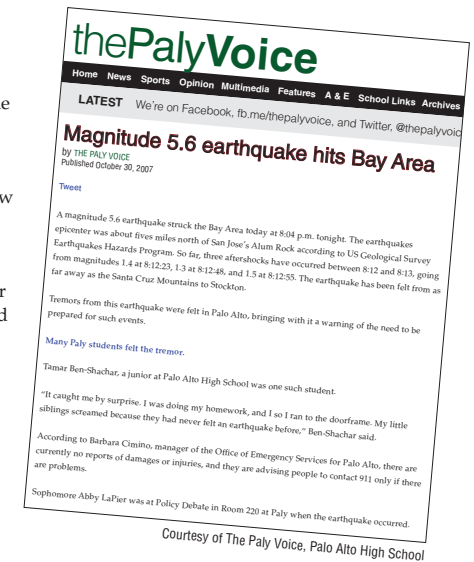 thePalyVoice
Home News Sports Opinion Multimedia Features A & E School Links Archives
LATEST We're on Facebook, fb.me/thepalyvoice, and Twitter, @thepalyvoic
Magnitude 5.6 earthquake hits Bay Area
by THE PALY VOICE
Published October 30, 2007
Tweet
A magnitude 5.6 earthquake struck the Bay Area today at 8:04 p.m. tonight. The earthquakes
epicenter was about fives miles north of San Jose's Alum Rock according to US Geological Survey
Earthquakes Hazards Program. So far, three aftershocks have occurred between 8:12 and 8:13, going
from magnitudes 1.4 at 8:12:23, 1.3 at 8:12:48, and 1.5 at 8:12:55. The earthquake has been felt from as
far away as the Santa Cruz Mountains to Stockton.
Tremors from this earthquake were felt in Palo Alto, bringing with it a warning of the need to be
prepared for such events.
Many Paly students felt the tremor.
Tamar Ben-Shachar, a junior at Palo Alto High School was one such student.
"It caught me by surprise. I was doing my homework, and I so I ran to the doorframe. My little
siblings screamed because they had never felt an earthquake before," Ben-Shachar said.
According to Barbara Cimino, manager of the Office of Emergency Services for Palo Alto, there are
currently no reports of damages or injuries, and they are advising people to contact 911 only if there
are problems.
Sophomore Abby LaPier was at Policy Debate in Room 220 at Paly when the earthquake occurred.
Courtesy of The Paly Voice, Palo Alto High School